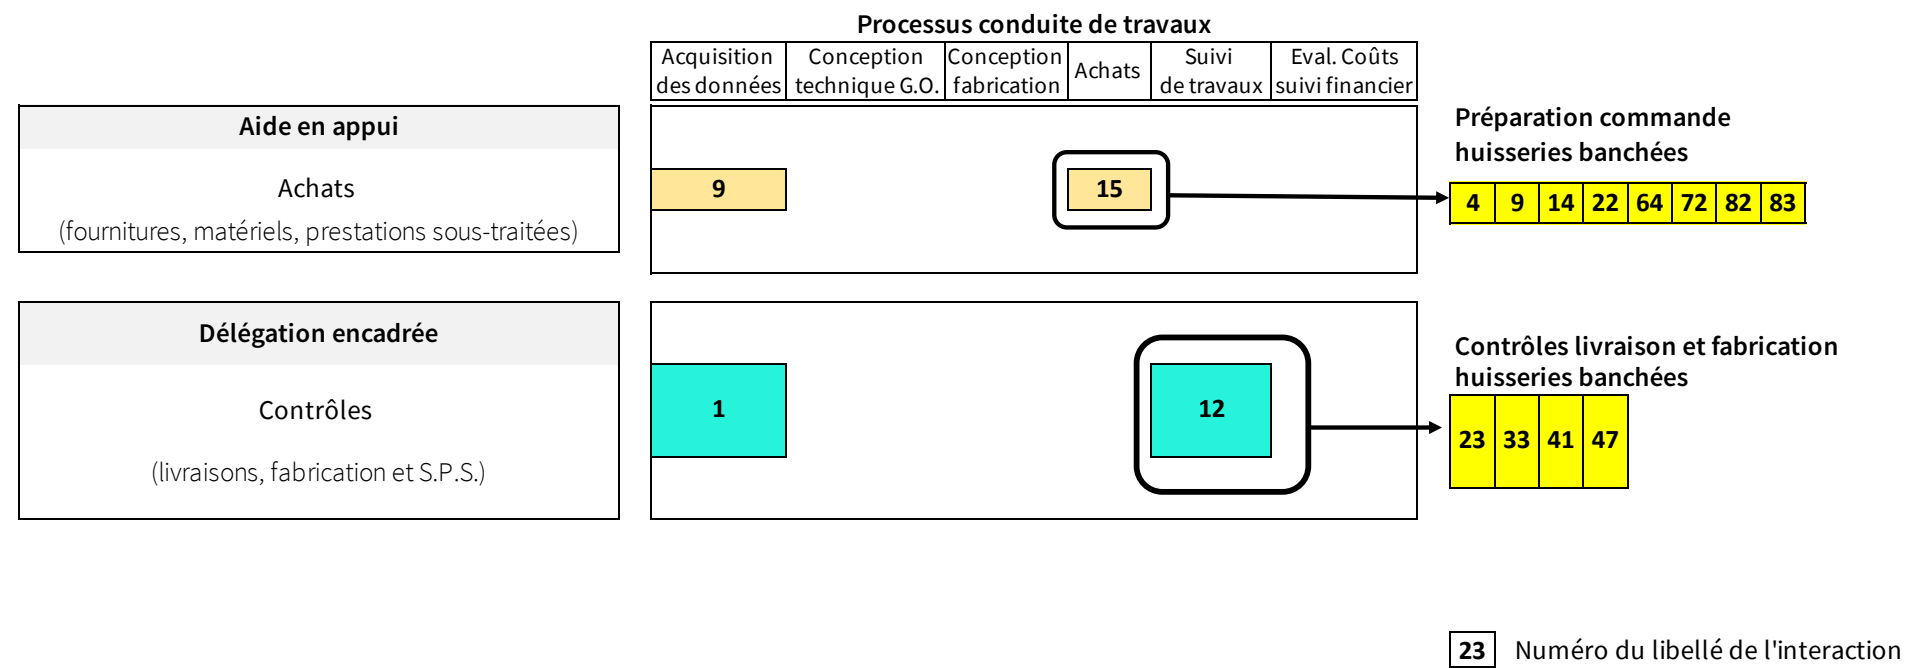 Processus conduite de travaux
Acquisition
des données
Conception
technique G.O.
Conception
fabrication
Achats
Suivi
de travaux
Eval. Coûts
suivi financier
Aide en appui
Achats
(fournitures, matériels, prestations sous-traitées)
9
15
Préparation commande
huisseries banchées
4 9 14 22 64 72 82 83
Délégation encadrée
Contrôles
(livraisons, fabrication et S.P.S.)
1
12
Contrôles livraison et fabrication
huisseries banchées
23 33 41 47
23 Numéro du libellé de l'interaction